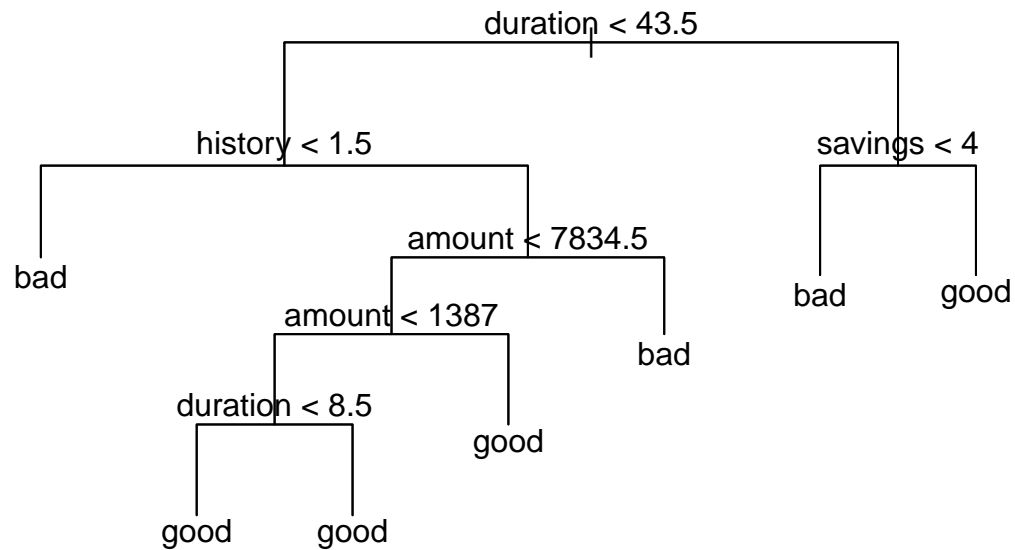 duration < 43.5
history < 1.5
savings < 4
bad
amount < 7834.5
bad
good
amount < 1387
bad
duration < 8.5
good
good
good